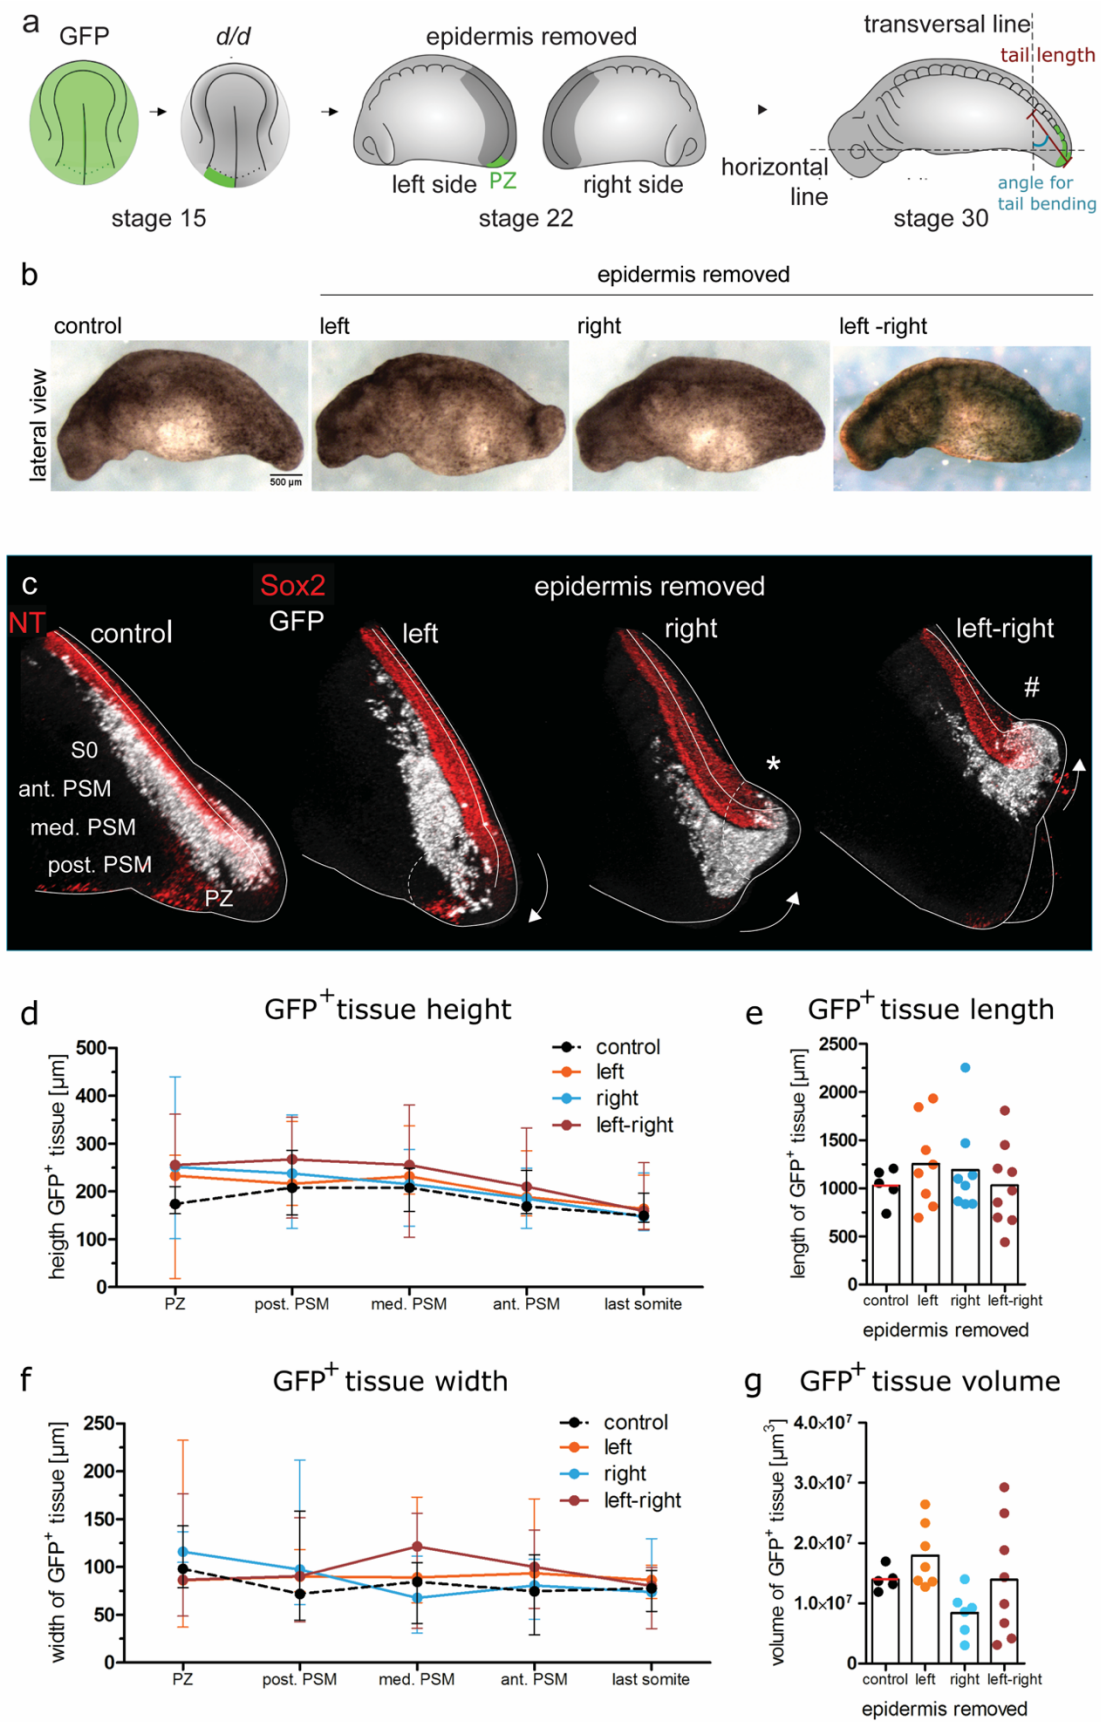 a
GFP
d/d
epidermis removed
transversal line
tail length
left side
PZ
right side
horizontal
line
angle for
tail bending
stage 15
stage 22
stage 30
b
epidermis removed
control
left
right
left -right
lateral view
500 µm
c
Sox2
GFP
epidermis removed
NT
control
left
right
left-right
#
*
S0
ant. PSM
med. PSM
post. PSM
PZ
d
GFP+ tissue height
heigth GFP+ tissue [µm]
500
400
300
200
100
0
control
left
right
left-right
PZ
post. PSM
med. PSM
ant. PSM
last somite
e
GFP+ tissue length
length of GFP+ tissue [µm]
2500
2000
1500
1000
500
0
control
left
right
left-right
epidermis removed
f
GFP+ tissue width
width of GFP+ tissue [µm]
250
200
150
100
50
0
control
left
right
left-right
PZ
post. PSM
med. PSM
ant. PSM
last somite
g
GFP+ tissue volume
volume of GFP+ tissue [µm3]
4.0×10⁷
3.0×10⁷
2.0×10⁷
1.0×10⁷
0
control
left
right
left-right
epidermis removed